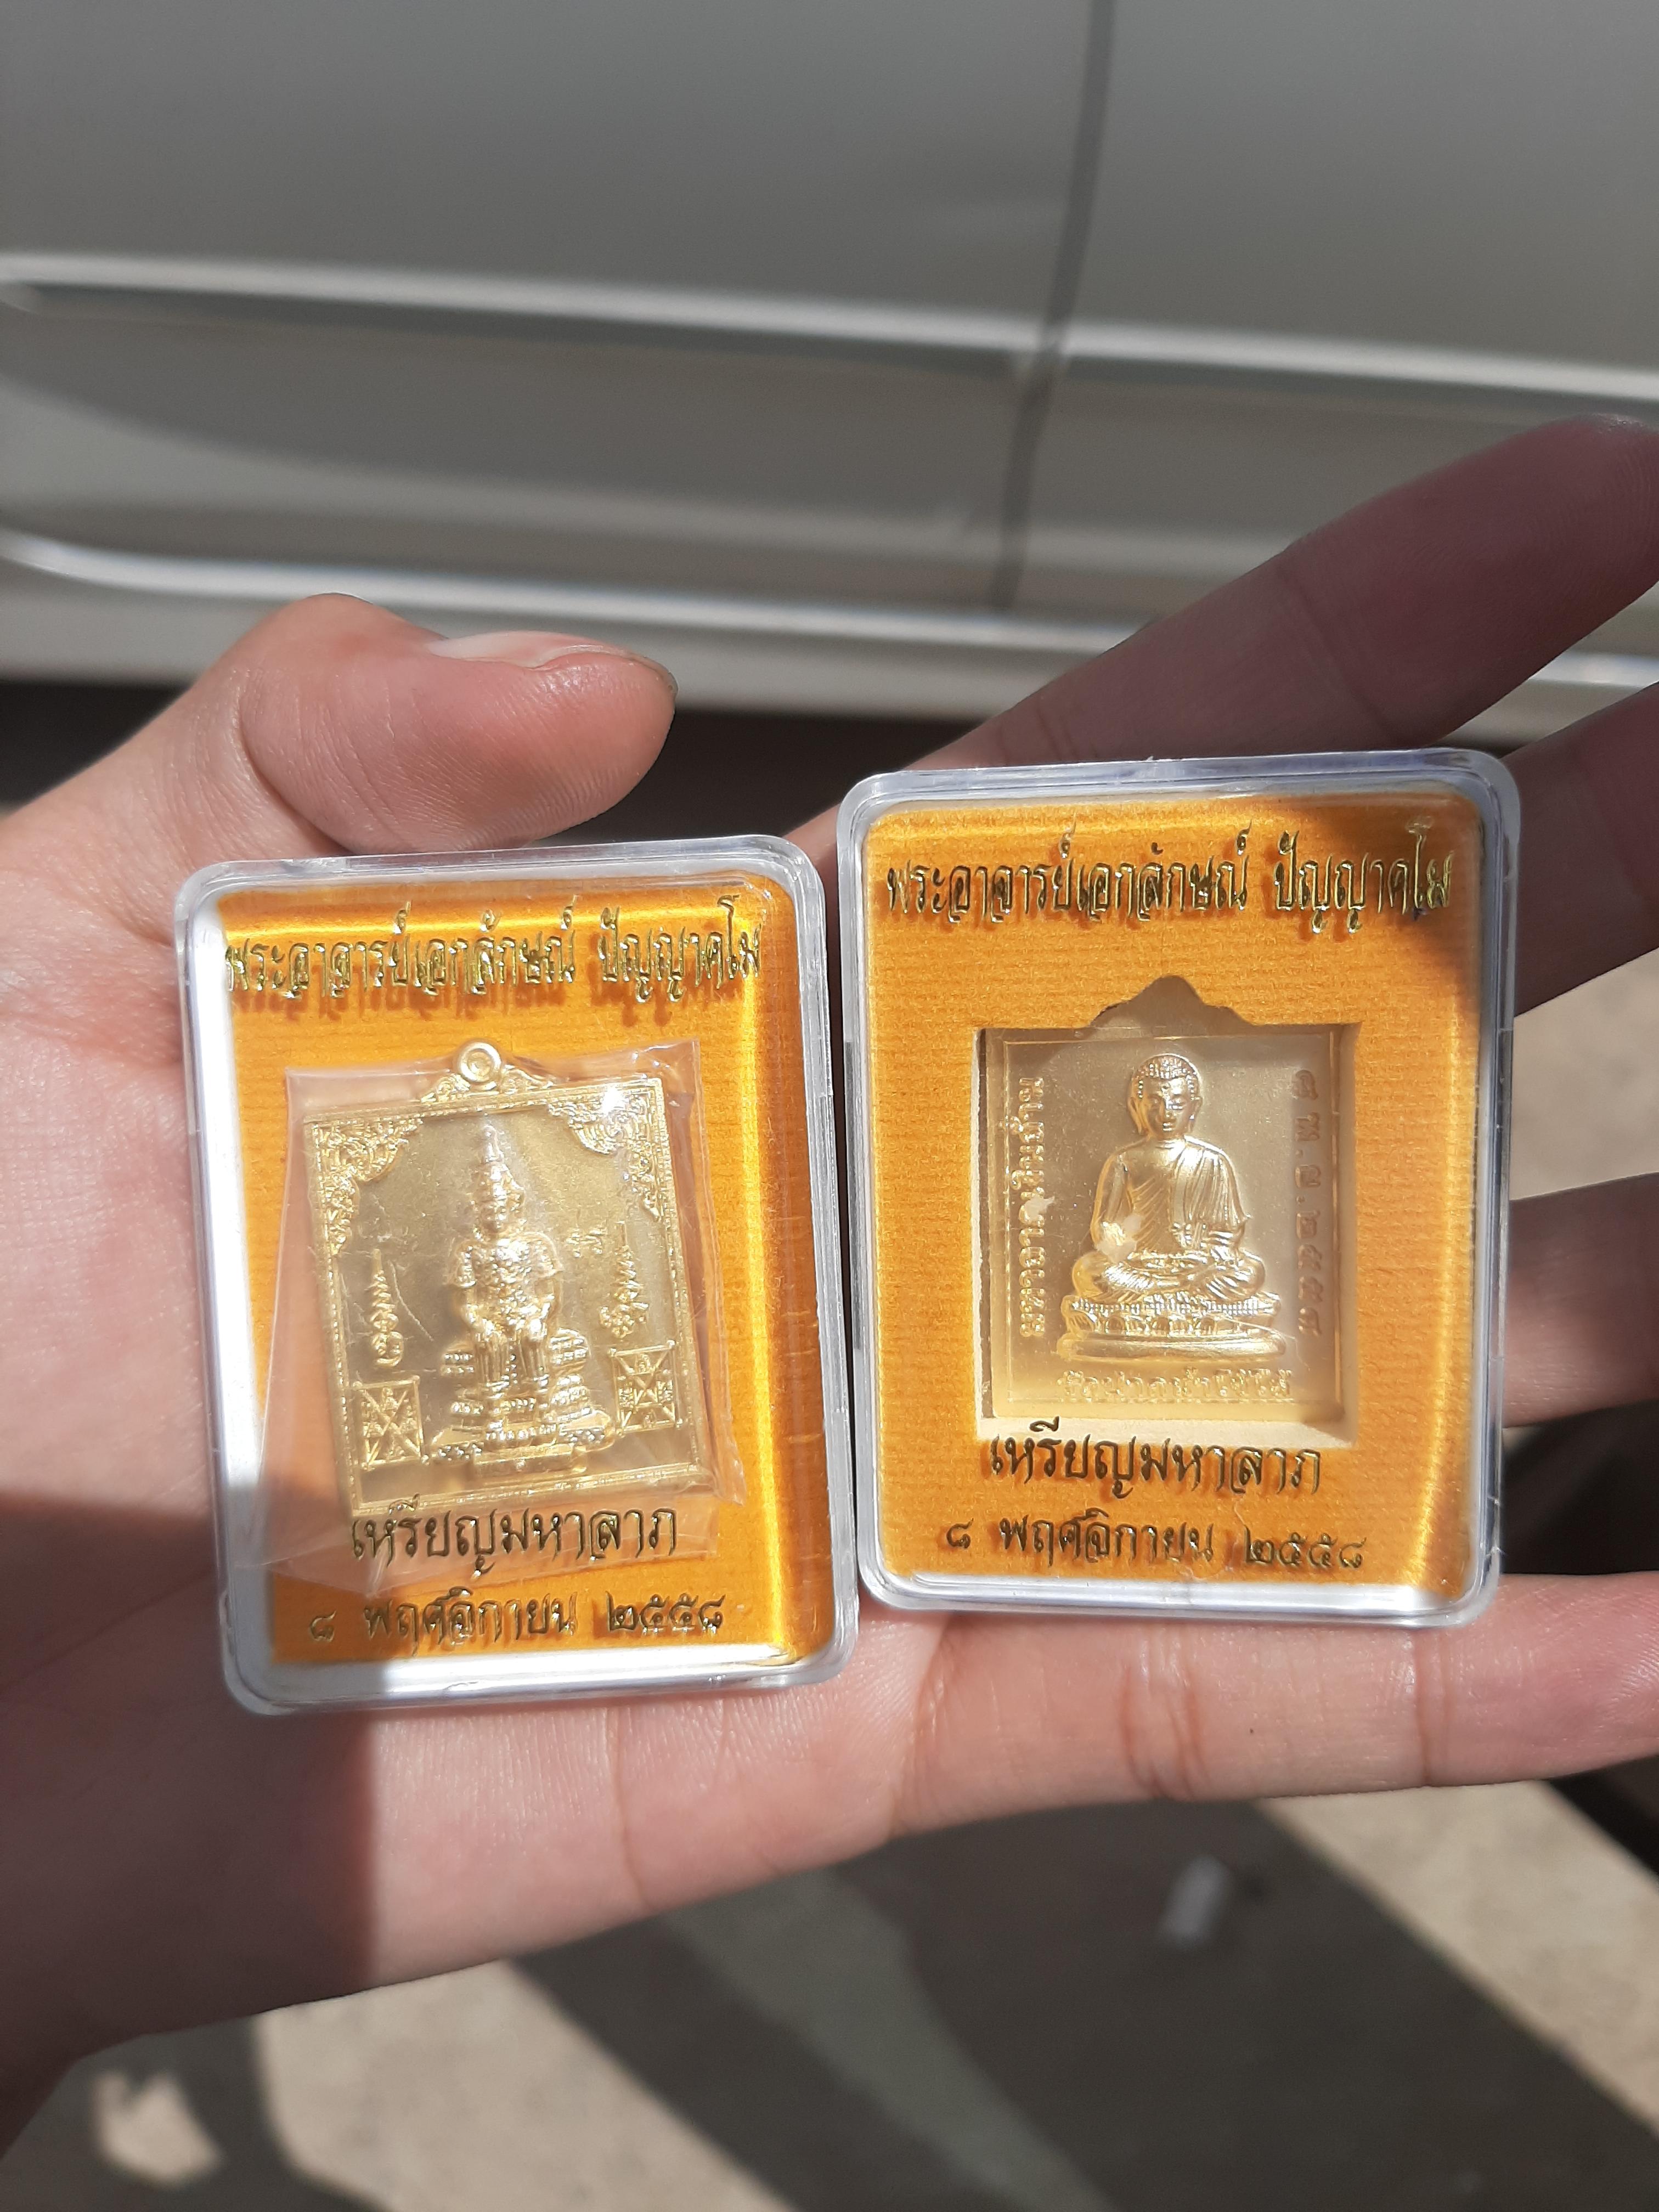 พระอาจารย์เอกลักษณ์ ปัญญาคโม
เหรียญมหาลาภ
๘ พฤศจิกายน ๒๕๕๘
พระอาจารย์เอกลักษณ์ ปัญญาคโม
เหรียญมหาลาภ
๘ พฤศจิกายน ๒๕๕๘